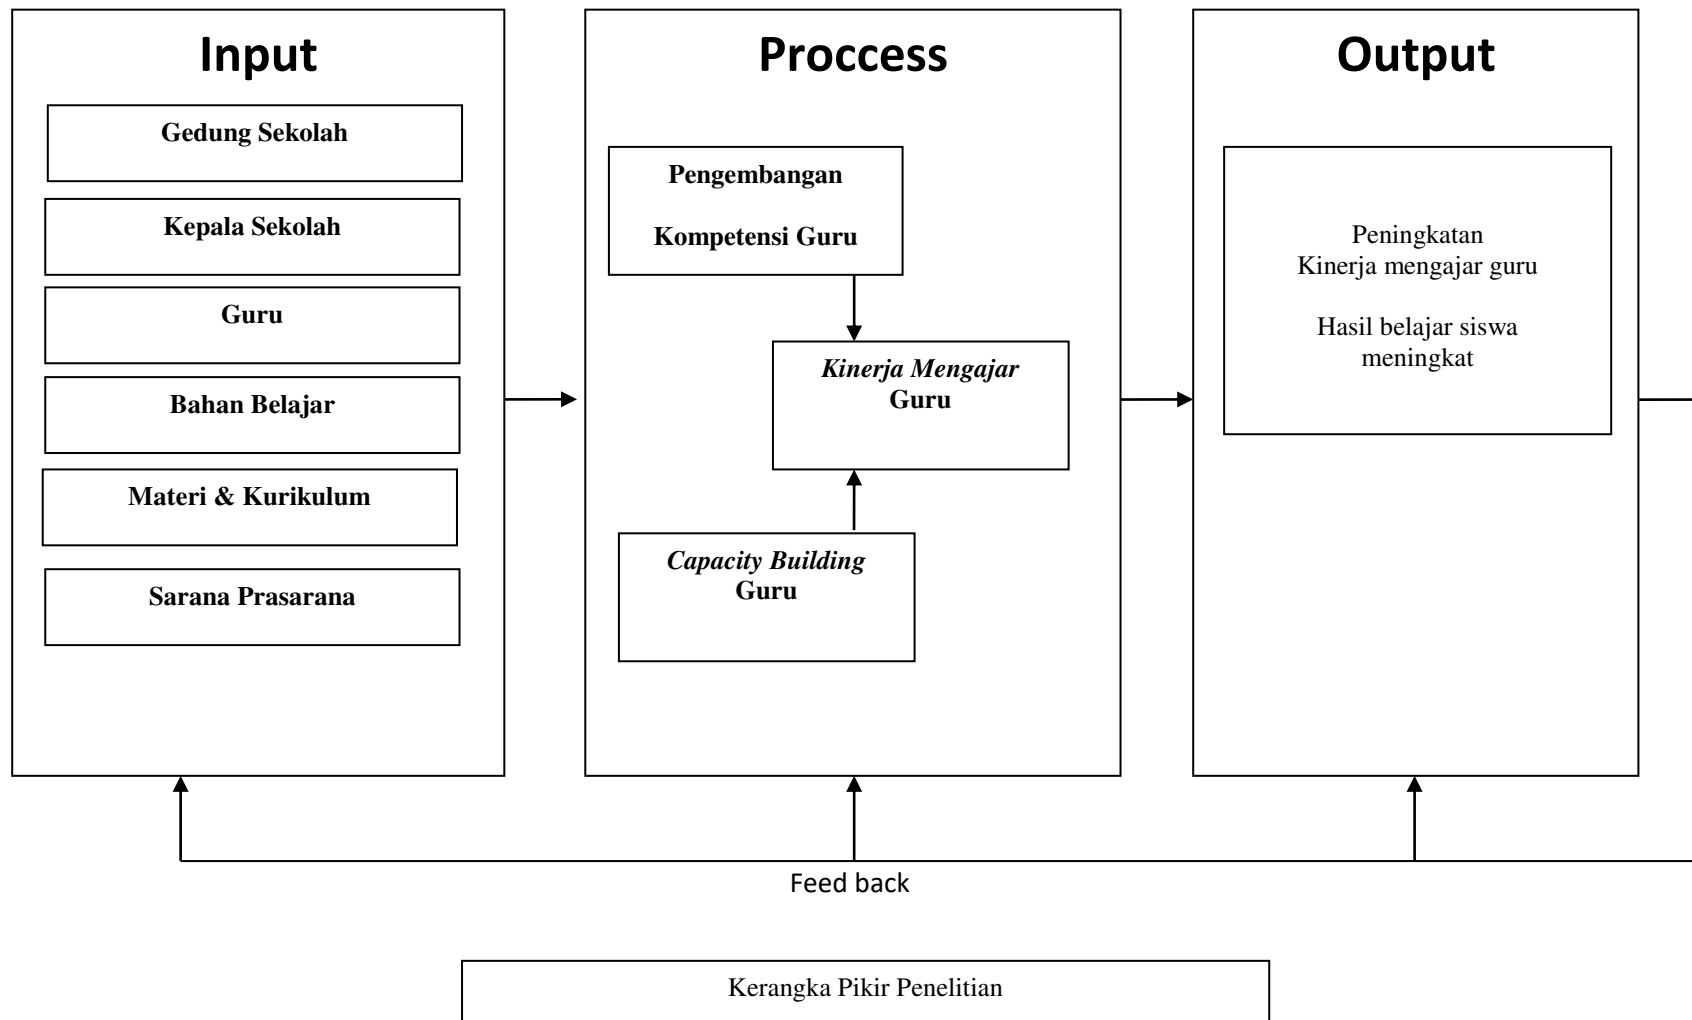 Input
Gedung Sekolah
Kepala Sekolah
Guru
Bahan Belajar
Materi & Kurikulum
Sarana Prasarana
Proccess
Pengembangan
Kompetensi Guru
Kinerja Mengajar
Guru
Capacity Building
Guru
Output
Peningkatan
Kinerja mengajar guru
Hasil belajar siswa
meningkat
Feed back
Kerangka Pikir Penelitian